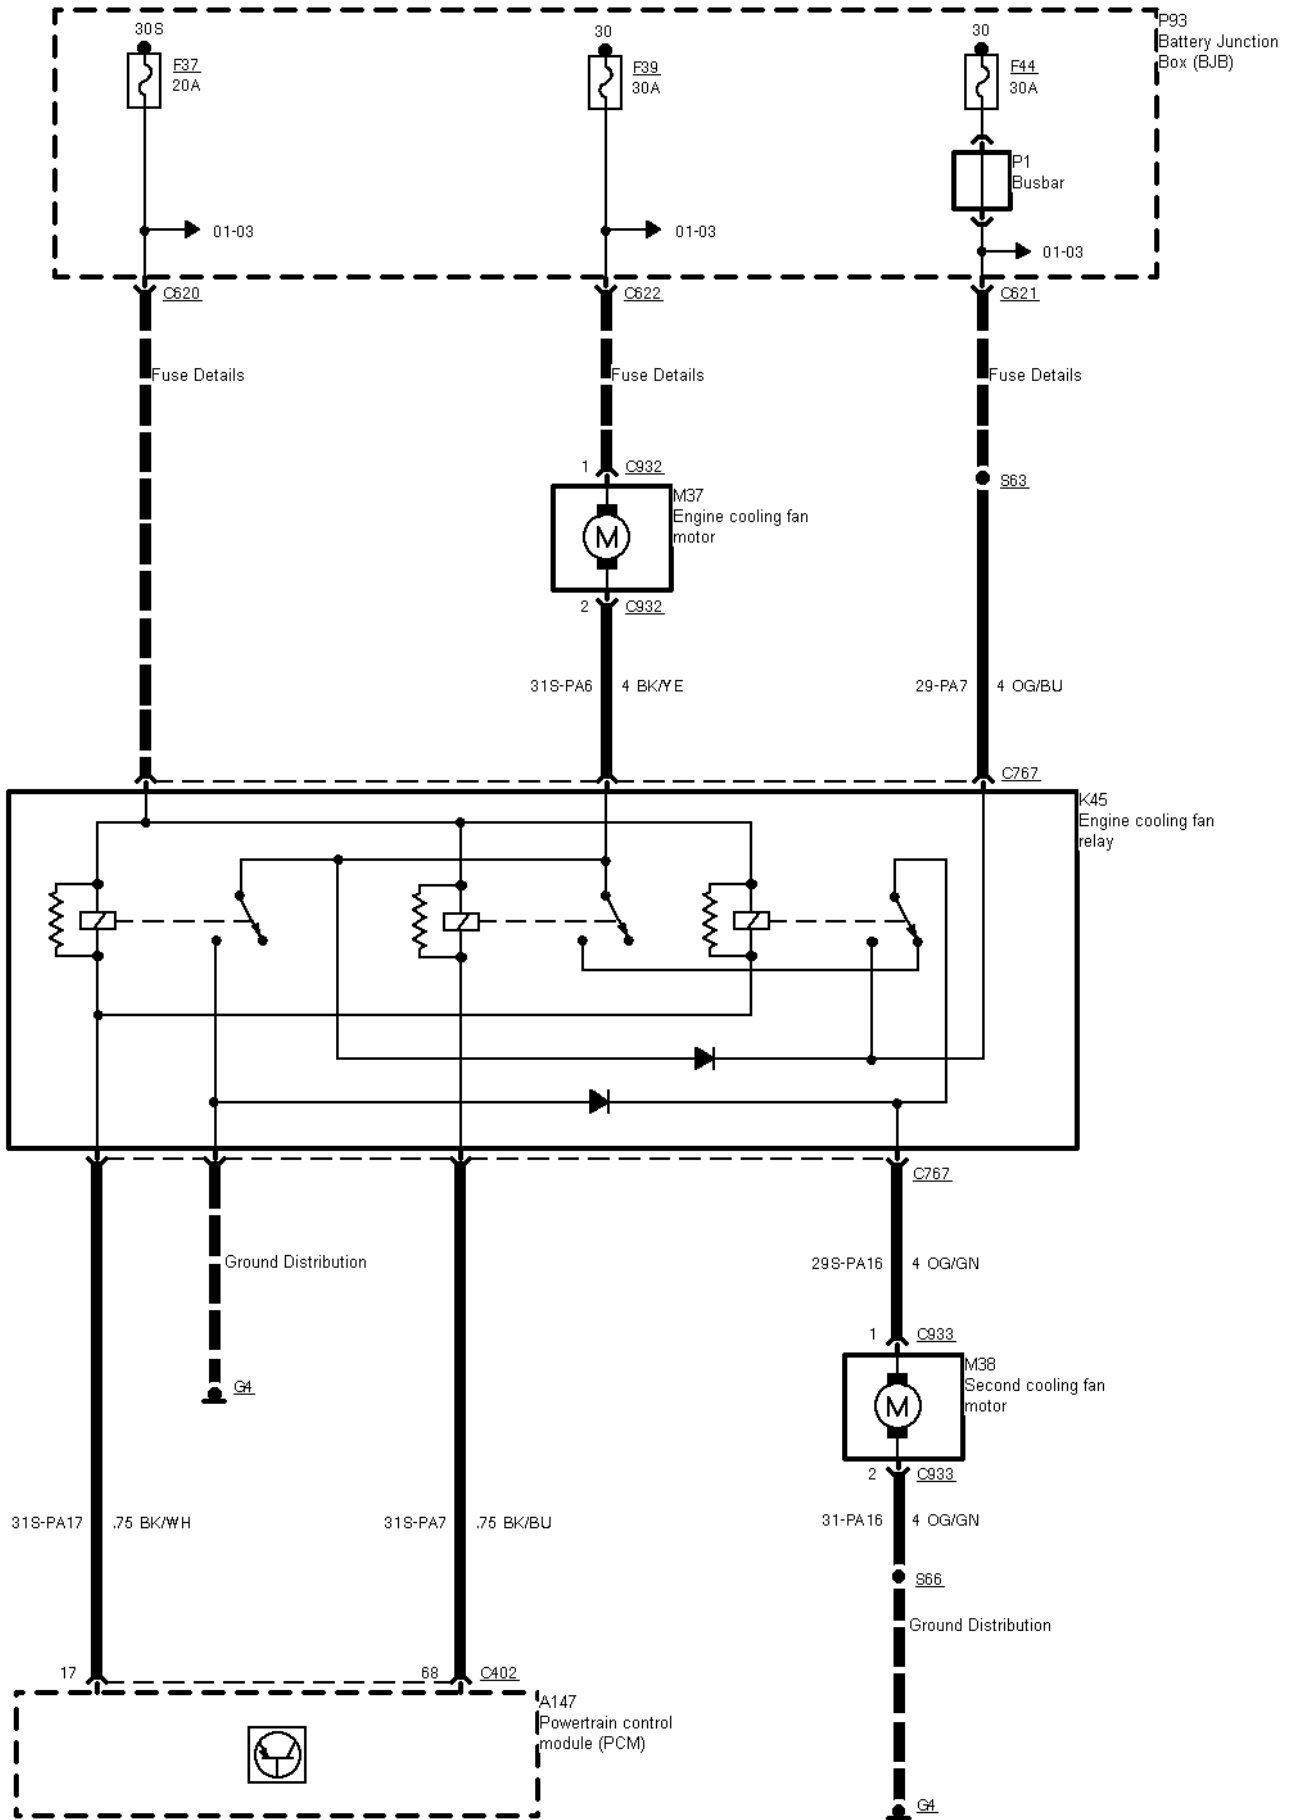 30S
30
30
P93
Battery Junction
Box (BJB)
F37
20A
F39
30A
F44
30A
P1
Busbar
01-03
01-03
01-03
C620
C622
C621
Fuse Details
Fuse Details
Fuse Details
1
C932
S63
M37
Engine cooling fan
motor
M
2
C932
31S-PA6
4 BK/YE
29-PA7
4 OG/BU
C767
K45
Engine cooling fan
relay
C767
Ground Distribution
29S-PA16
4 OG/GN
1
C933
G4
M38
Second cooling fan
motor
M
2
C933
31S-PA17
.75 BK/WH
31S-PA7
.75 BK/BU
31-PA16
4 OG/GN
S66
Ground Distribution
17
68
C402
A147
Powertrain control
module (PCM)
G4